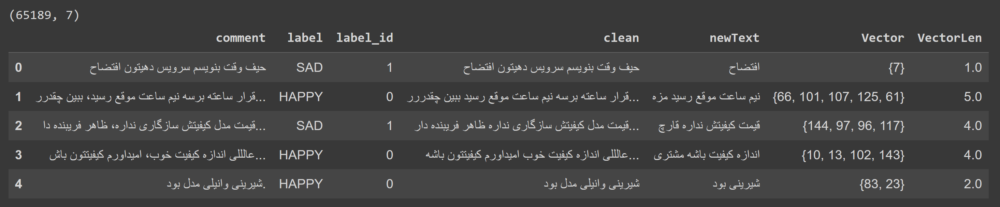 (65189, 7)
comment label label_id clean newText Vector VectorLen
0 حیف وقت بنویسم سرویس دهیتون افتضاح SAD 1 حیف وقت بنویسم سرویس دهیتون افتضاح افتضاح {7} 1.0
1 قرار ساعته برسه نیم ساعت موقع رسید، ببین چقدرر... HAPPY 0 قرار ساعته برسه نیم ساعت موقع رسید ببین چقدررر... نیم ساعت موقع رسید مزه {66, 101, 107, 125, 61} 5.0
2 قیمت مدل کیفیتش سازگاری نداره، ظاهر فریبنده دا... SAD 1 قیمت مدل کیفیتش سازگاری نداره ظاهر فریبنده دار... قیمت کیفیتش نداره قارچ {144, 97, 96, 117} 4.0
3 عالللی اندازه کیفیت خوب، امیداورم کیفیتتون باش... HAPPY 0 عالللی اندازه کیفیت خوب امیداورم کیفیتتون باشه... اندازه کیفیت باشه مشتری {10, 13, 102, 143} 4.0
4 شیرینی وانیلی مدل بود. HAPPY 0 شیرینی وانیلی مدل بود شیرینی بود {83, 23} 2.0